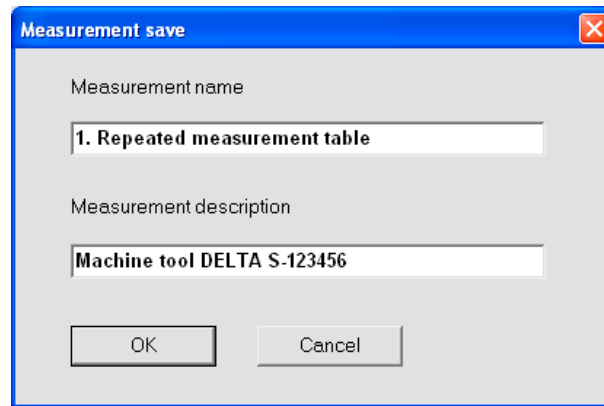 Measurement save
Measurement name
1. Repeated measurement table
Measurement description
Machine tool DELTA S-123456
OK
Cancel